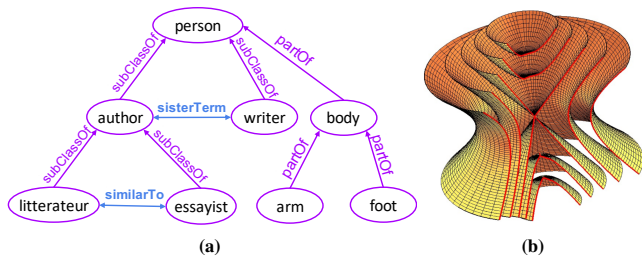 person
subClassOf
subClassOf
partOf
author
sisterTerm
writer
body
subClassOf
subClassOf
partOf
partOf
litterateur
similarTo
essayist
arm
foot
(a)
(b)